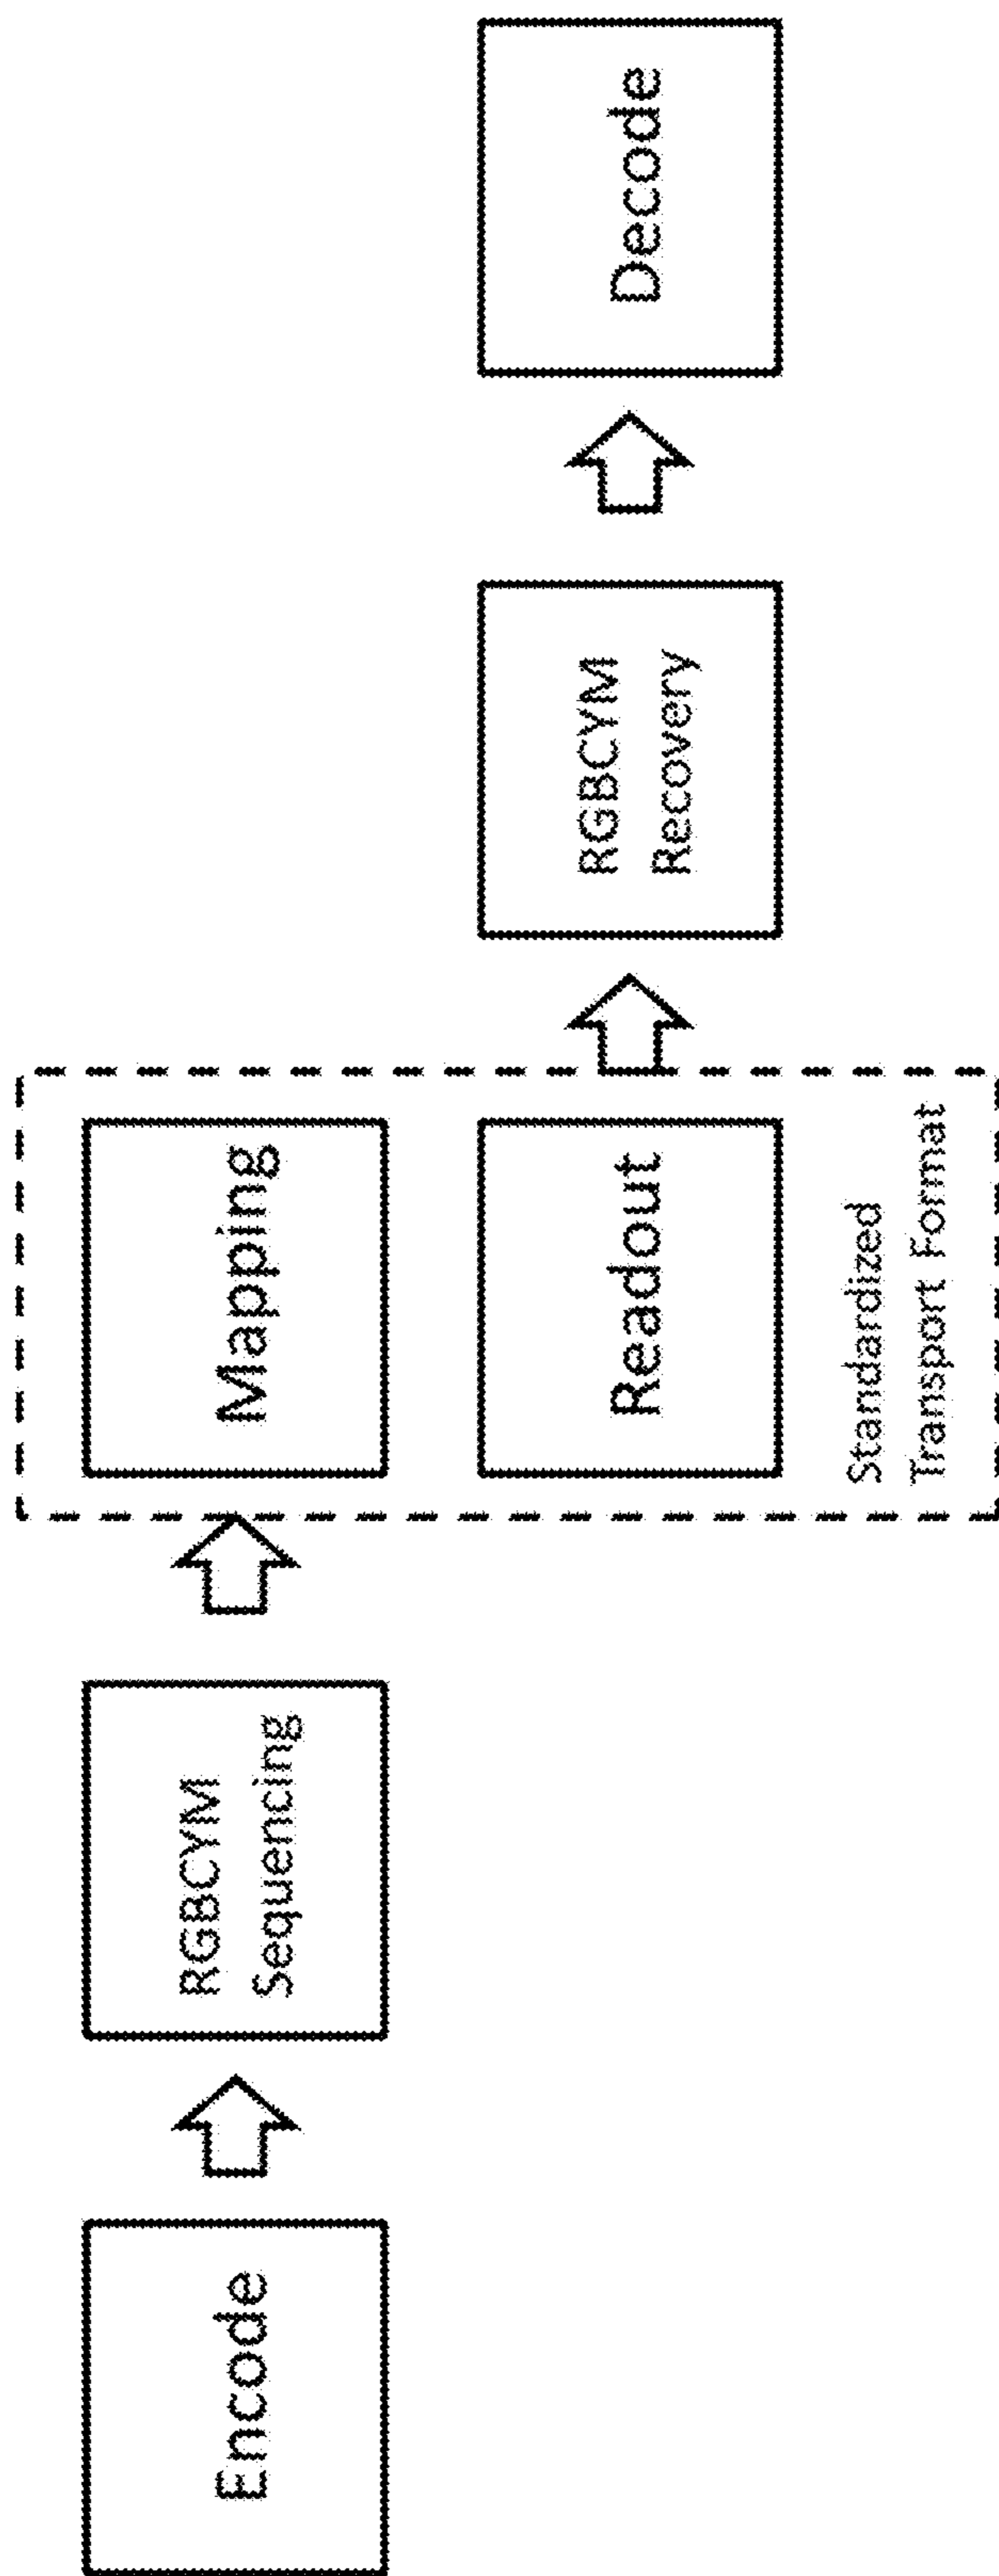 Encode
RGBCYM
Sequencing
Mapping
Readout
Standardized
Transport Format
RGBCYM
Recovery
Decode